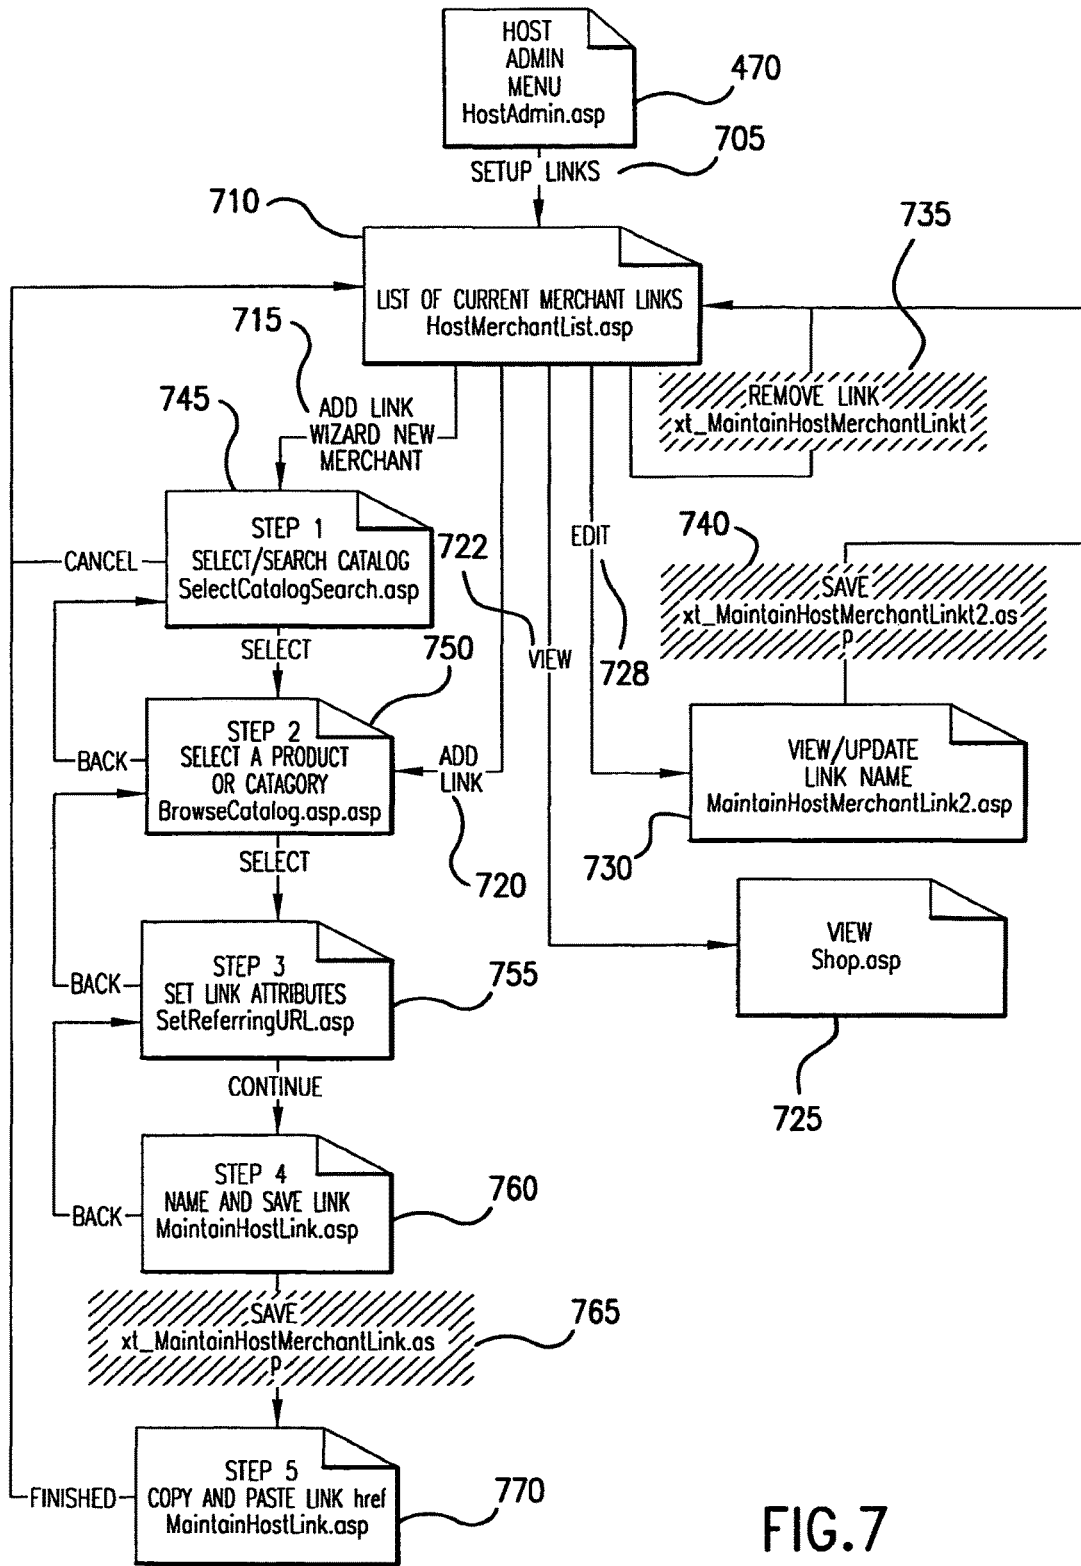 HOST
ADMIN
MENU
HostAdmin.asp
470
SETUP LINKS
705
710
LIST OF CURRENT MERCHANT LINKS
HostMerchantList.asp
735
REMOVE LINK
xt_MaintainHostMerchantLinkt
715
ADD LINK
WIZARD NEW
MERCHANT
745
STEP 1
SELECT/SEARCH CATALOG
SelectCatalogSearch.asp
CANCEL
722
VIEW
EDIT
728
740
SAVE
xt_MaintainHostMerchantLinkt2.as
p
SELECT
750
STEP 2
SELECT A PRODUCT
OR CATAGORY
BrowseCatalog.asp.asp
BACK
ADD
LINK
720
VIEW/UPDATE
LINK NAME
MaintainHostMerchantLink2.asp
730
SELECT
VIEW
Shop.asp
725
STEP 3
SET LINK ATTRIBUTES
SetReferringURL.asp
755
BACK
CONTINUE
STEP 4
NAME AND SAVE LINK
MaintainHostLink.asp
760
BACK
SAVE
xt_MaintainHostMerchantLink.as
p
765
STEP 5
COPY AND PASTE LINK href
MaintainHostLink.asp
770
FINISHED
FIG.7